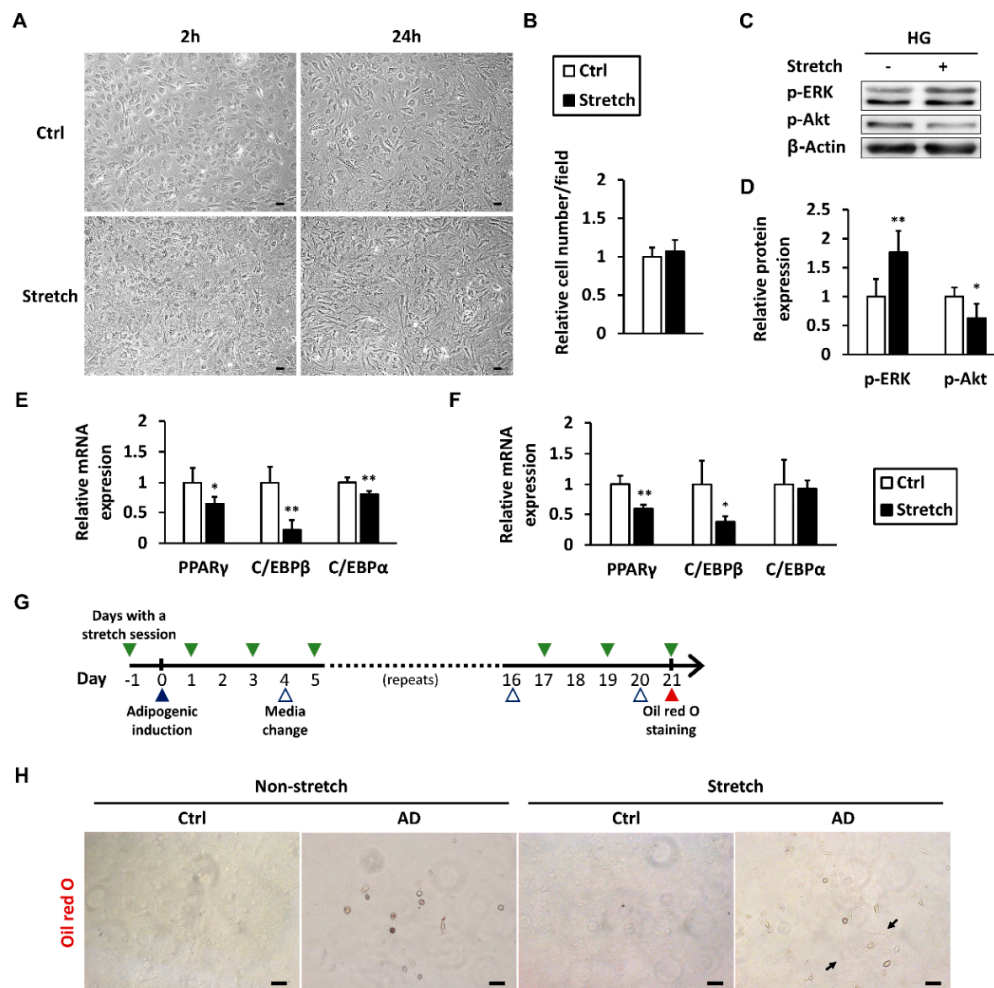 A
2h
24h
Ctrl
Stretch
B
Ctrl
Stretch
Relative cell number/field
2
1.5
1
0.5
0
C
HG
Stretch - +
p-ERK
p-Akt
β-Actin
D
Relative protein
expression
2.5
2
1.5
1
0.5
0
**
*
p-ERK p-Akt
E
Relative mRNA
expresion
2
1.5
1
0.5
0
*
**
**
PPARγ C/EBPβ C/EBPα
F
Relative mRNA
expression
2
1.5
1
0.5
0
**
*
PPARγ C/EBPβ C/EBPα
Ctrl
Stretch
G
Days with a
stretch session
Day -1 0 1 2 3 4 5 (repeats) 16 17 18 19 20 21
Adipogenic
induction
Media
change
Oil red O
staining
H
Non-stretch Stretch
Ctrl AD Ctrl AD
Oil red O